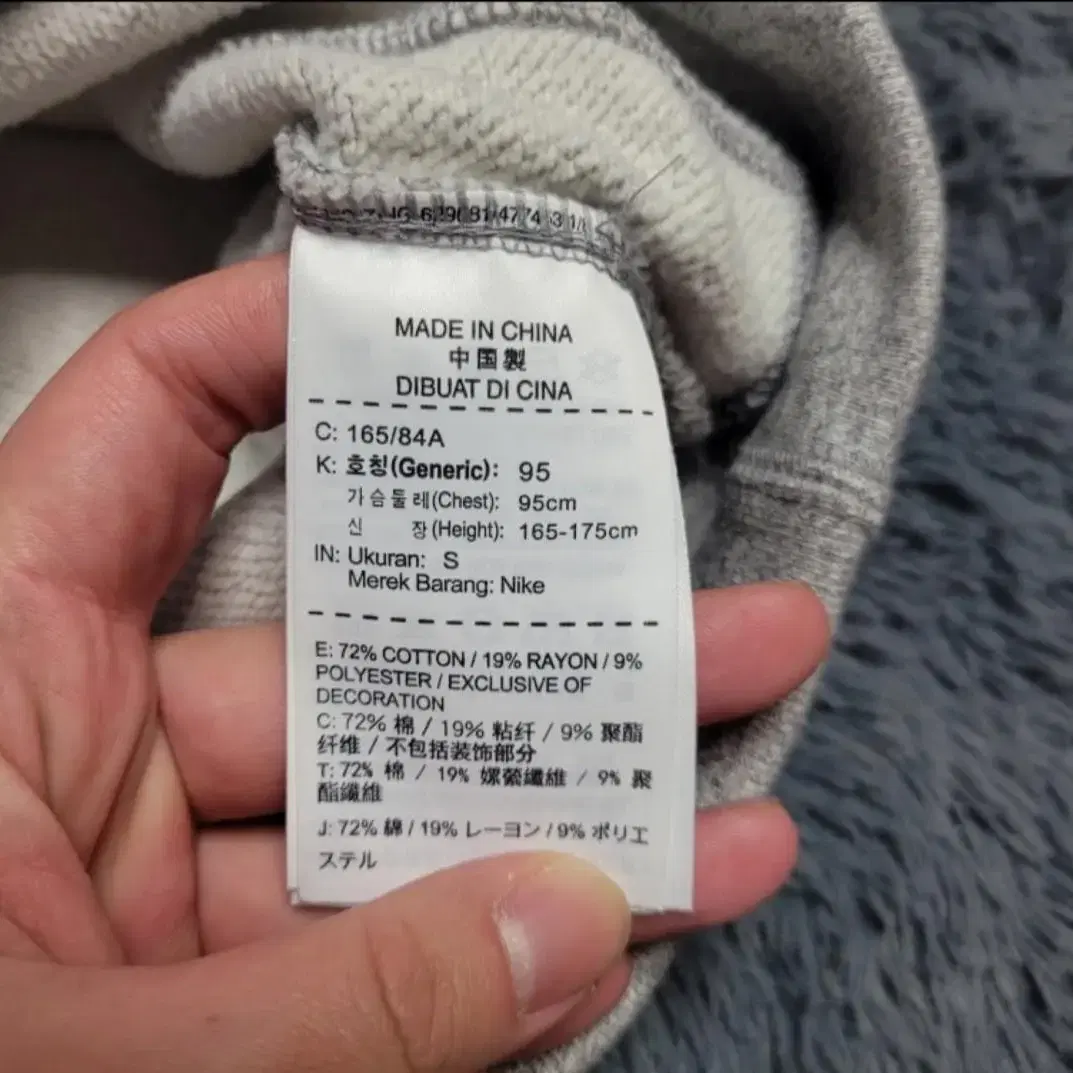 MADE IN CHINA
中国製
DIBUAT DI CINA
C: 165/84A
K: 호칭(Generic): 95
가슴둘레(Chest): 95cm
신 장(Height): 165-175cm
IN: Ukuran: S
Merek Barang: Nike
E: 72% COTTON / 19% RAYON / 9%
POLYESTER / EXCLUSIVE OF
DECORATION
C: 72% 棉 / 19% 粘纤 / 9% 聚酯
纤维 / 不包括装饰部分
T: 72% 棉 / 19% 嫘縈纖維 / 9% 聚
酯纖維
J: 72% 綿 / 19% レーヨン / 9% ポリエ
ステル